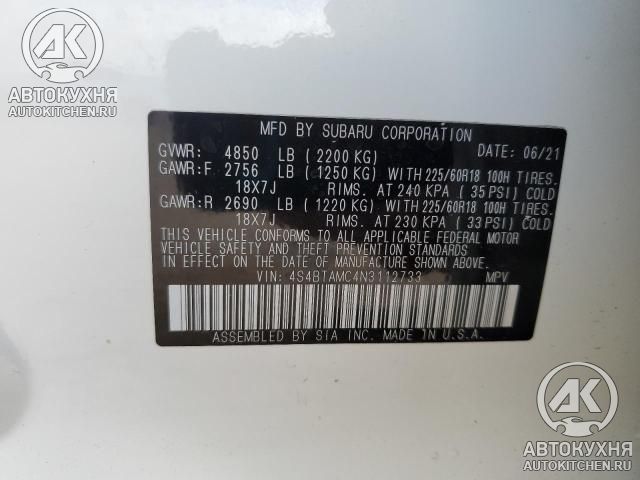 AK
АВТОКУХНЯ
AUTOKITCHEN.RU
MFD BY SUBARU CORPORATION
GVWR: 4850 LB (2200 KG) DATE: 06/21
GAWR:F 2756 LB (1250 KG) WITH 225/60R18 100H TIRES.
18X7J RIMS. AT 240 KPA (35 PSI) COLD
GAWR:R 2690 LB (1220 KG) WITH 225/60R18 100H TIRES.
18X7J RIMS. AT 230 KPA (33 PSI) COLD
THIS VEHICLE CONFORMS TO ALL APPLICABLE FEDERAL MOTOR
VEHICLE SAFETY AND THEFT PREVENTION STANDARDS
IN EFFECT ON THE DATE OF MANUFACTURE SHOWN ABOVE.
VIN: 4S4BTAMC4N3112733 MPV
ASSEMBLED BY SIA INC. MADE IN U.S.A.
AK
АВТОКУХНЯ
AUTOKITCHEN.RU